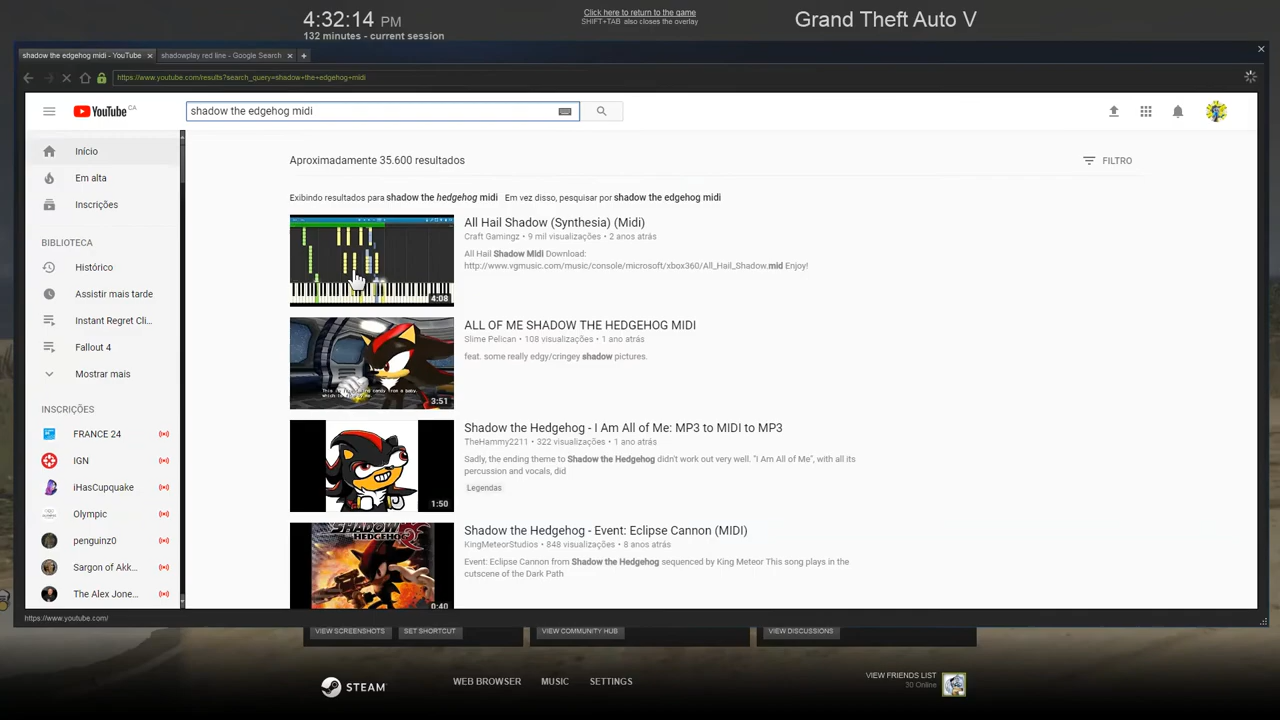 4:32:14 PM
132 minutes - current session
Click here to return to the game
SHIFT+TAB also closes the overlay
Grand Theft Auto V
shadow the edgehog midi - YouTube
shadowplay red line - Google Search
https://www.youtube.com/results?search_query=shadow+the+edgehog+midi
YouTube CA
shadow the edgehog midi
Início
Em alta
Inscrições
BIBLIOTECA
Histórico
Assistir mais tarde
Instant Regret Cli...
Fallout 4
Mostrar mais
INSCRIÇÕES
FRANCE 24
IGN
iHasCupquake
Olympic
penguinz0
Sargon of Akk...
The Alex Jone...
Aproximadamente 35.600 resultados
FILTRO
Exibindo resultados para shadow the hedgehog midi Em vez disso, pesquisar por shadow the edgehog midi
4:08
All Hail Shadow (Synthesia) (Midi)
Craft Gamingz • 9 mil visualizações • 2 anos atrás
All Hail Shadow Midi Download:
http://www.vgmusic.com/music/console/microsoft/xbox360/All_Hail_Shadow.mid Enjoy!
3:51
ALL OF ME SHADOW THE HEDGEHOG MIDI
Slime Pelican • 108 visualizações • 1 ano atrás
feat. some really edgy/cringey shadow pictures.
1:50
Shadow the Hedgehog - I Am All of Me: MP3 to MIDI to MP3
TheHammy2211 • 322 visualizações • 1 ano atrás
Sadly, the ending theme to Shadow the Hedgehog didn't work out very well. "I Am All of Me", with all its
percussion and vocals, did
Legendas
SHADOW
HEDGEHOG
0:40
Shadow the Hedgehog - Event: Eclipse Cannon (MIDI)
KingMeteorStudios • 848 visualizações • 8 anos atrás
Event: Eclipse Cannon from Shadow the Hedgehog sequenced by King Meteor This song plays in the
cutscene of the Dark Path
https://www.youtube.com/
VIEW SCREENSHOTS
SET SHORTCUT
VIEW COMMUNITY HUB
VIEW DISCUSSIONS
STEAM
WEB BROWSER
MUSIC
SETTINGS
VIEW FRIENDS LIST
30 Online